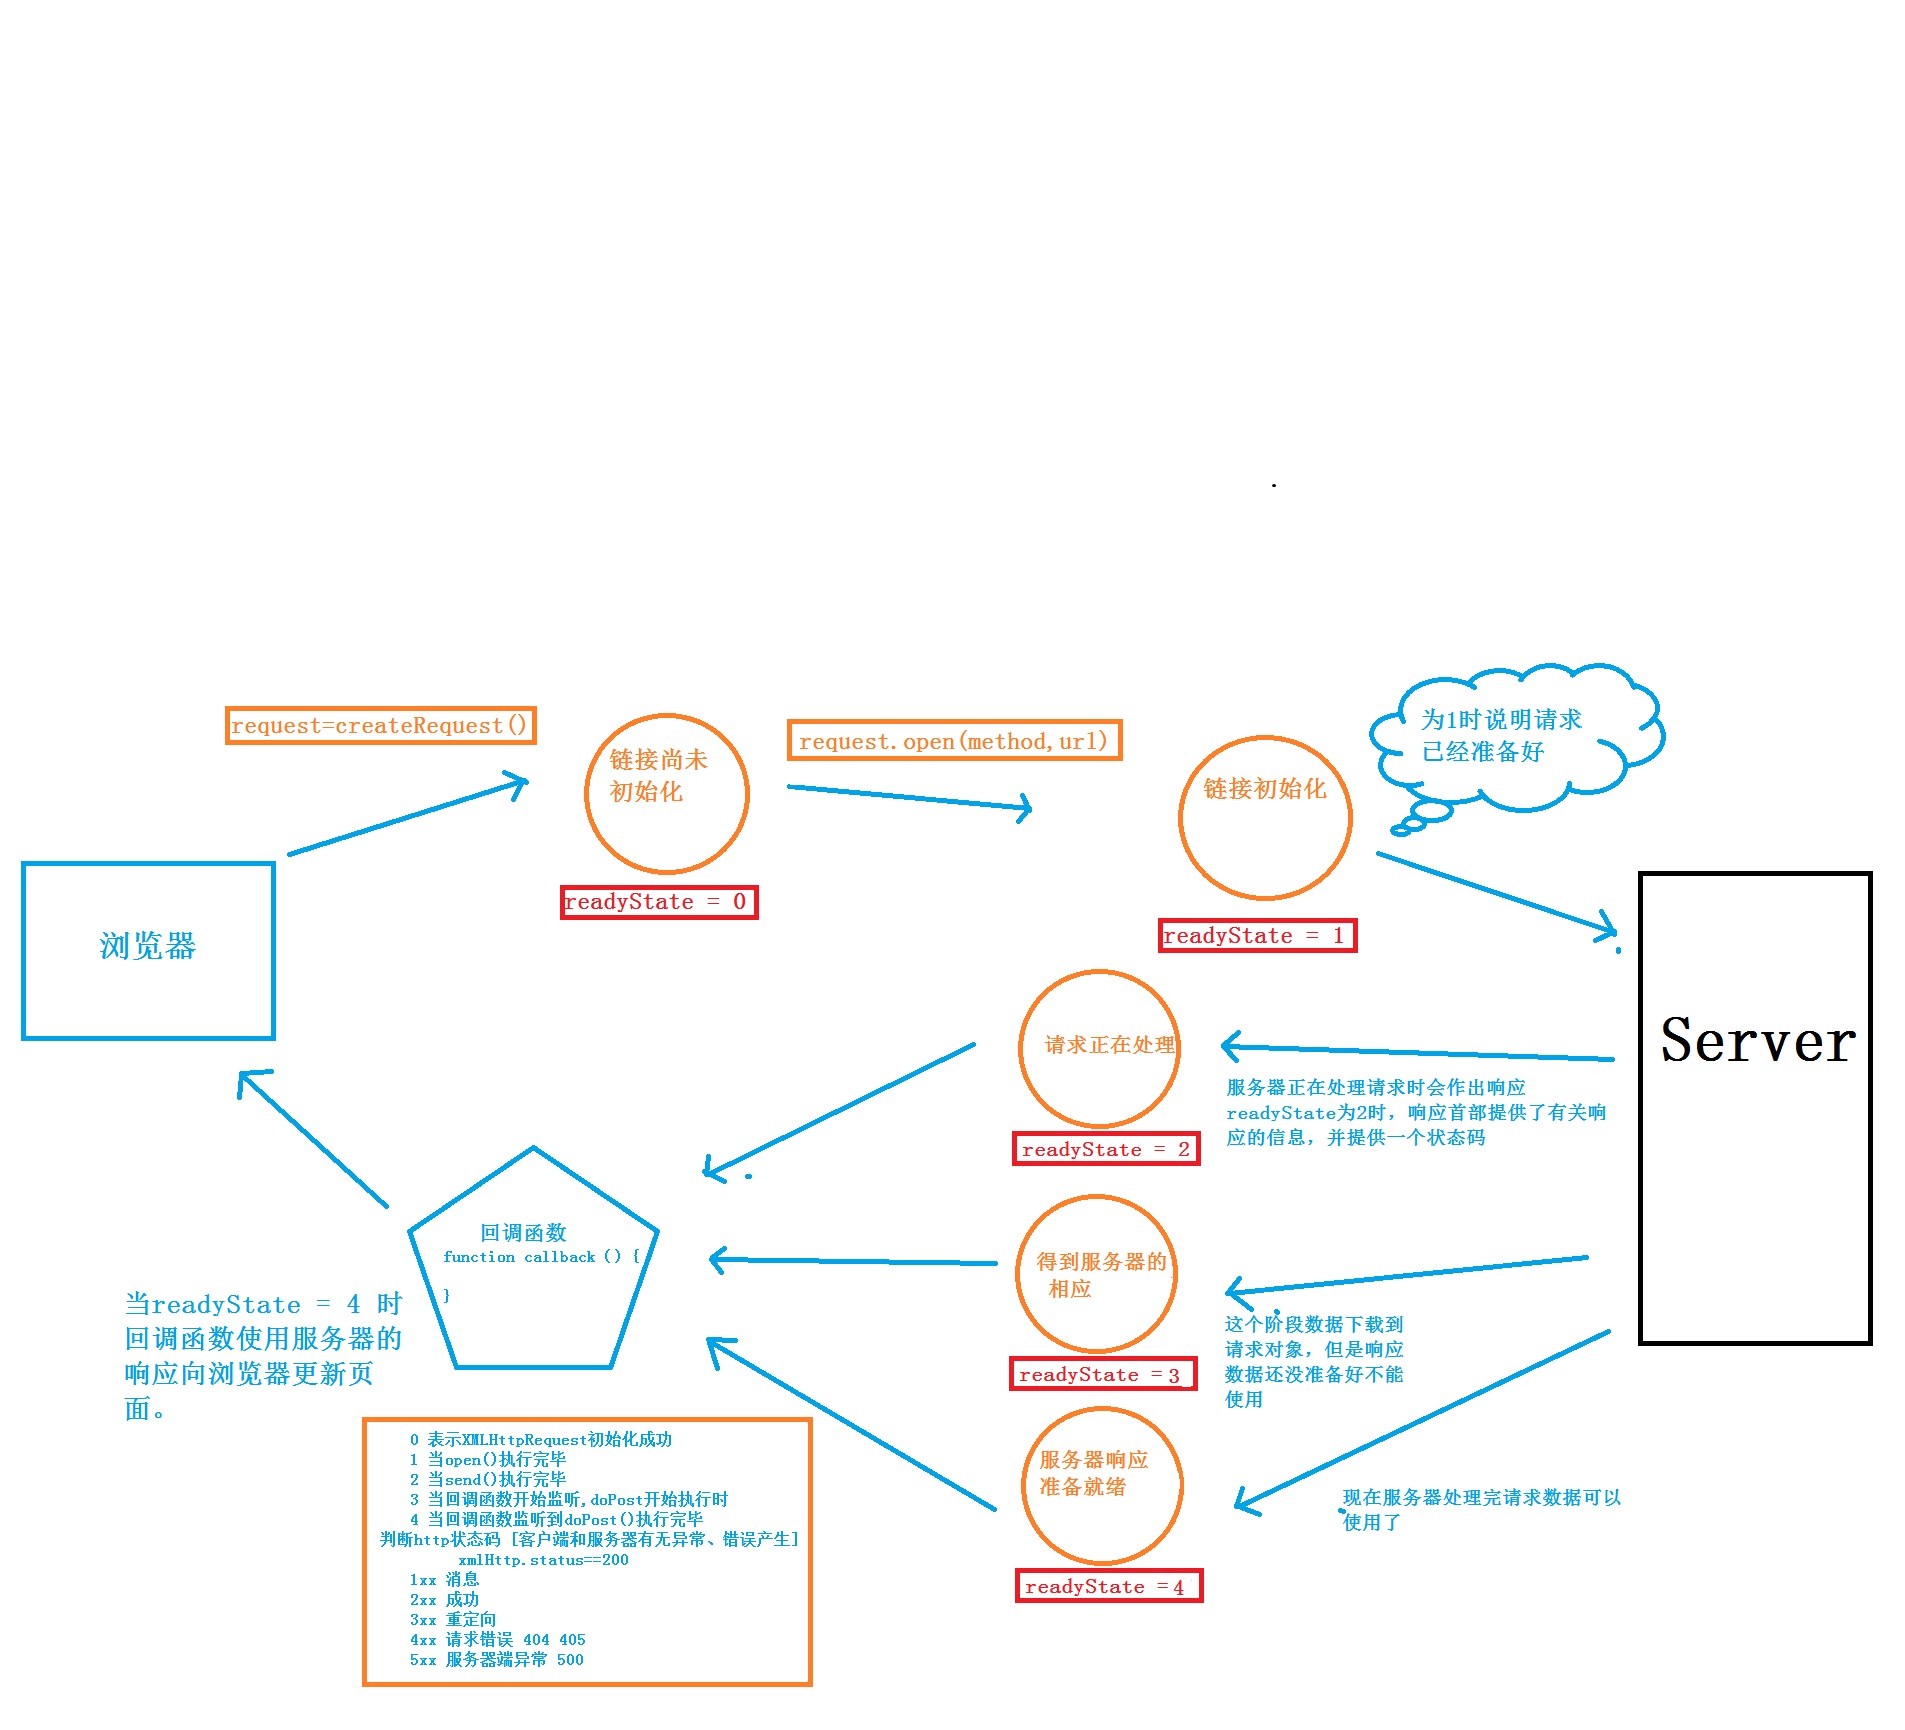 request=createRequest()
链接尚未
初始化
readyState = 0
request.open(method,url)
链接初始化
readyState = 1
为1时说明请求
已经准备好
浏览器
Server
请求正在处理
readyState = 2
服务器正在处理请求时会作出响应
readyState为2时，响应首部提供了有关响
应的信息，并提供一个状态码
得到服务器的
相应
readyState =3
这个阶段数据下载到
请求对象，但是响应
数据还没准备好不能
使用
服务器响应
准备就绪
readyState =4
现在服务器处理完请求数据可以
使用了
回调函数
function callback () {
}
当readyState = 4 时
回调函数使用服务器的
响应向浏览器更新页
面。
0 表示XMLHttpRequest初始化成功
1 当open()执行完毕
2 当send()执行完毕
3 当回调函数开始监听,doPost开始执行时
4 当回调函数监听到doPost()执行完毕
判断http状态码 [客户端和服务器有无异常、错误产生]
xmlHttp.status==200
1xx 消息
2xx 成功
3xx 重定向
4xx 请求错误 404 405
5xx 服务器端异常 500